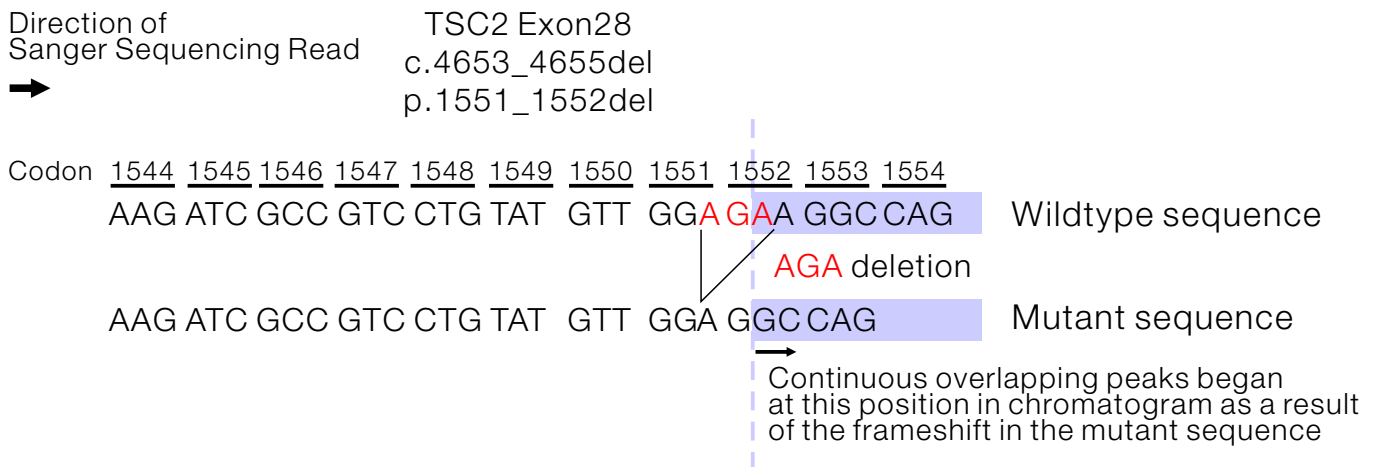 Direction of
Sanger Sequencing Read
TSC2 Exon28
c.4653_4655del
p.1551_1552del
Codon 1544 1545 1546 1547 1548 1549 1550 1551 1552 1553 1554
AAG ATC GCC GTC CTG TAT GTT GGA GAA GGC CAG Wildtype sequence
AGA deletion
AAG ATC GCC GTC CTG TAT GTT GGA GGC CAG Mutant sequence
Continuous overlapping peaks began
at this position in chromatogram as a result
of the frameshift in the mutant sequence